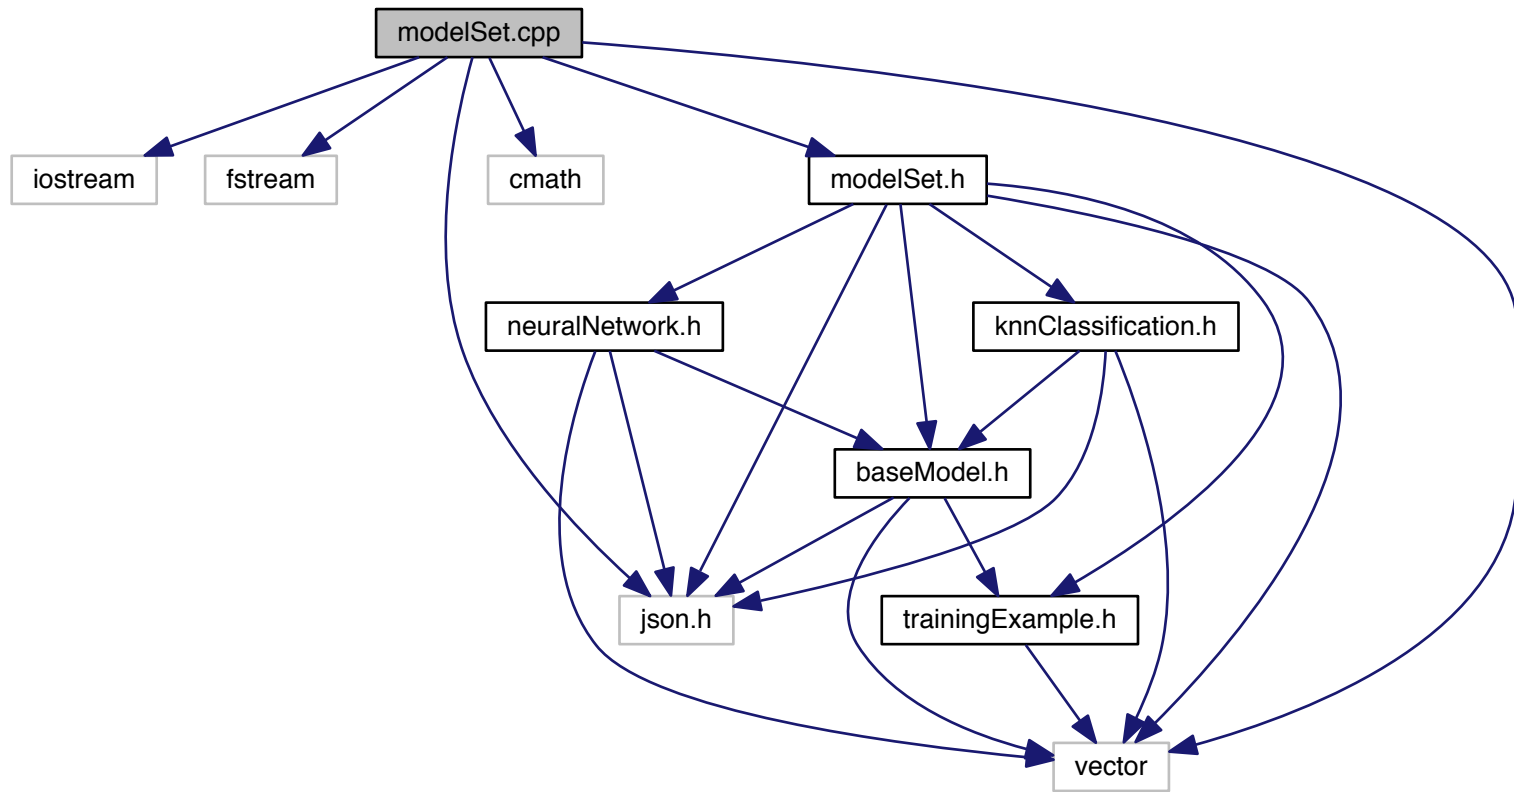 modelSet.cpp
iostream
fstream
cmath
modelSet.h
neuralNetwork.h
knnClassification.h
baseModel.h
json.h
trainingExample.h
vector